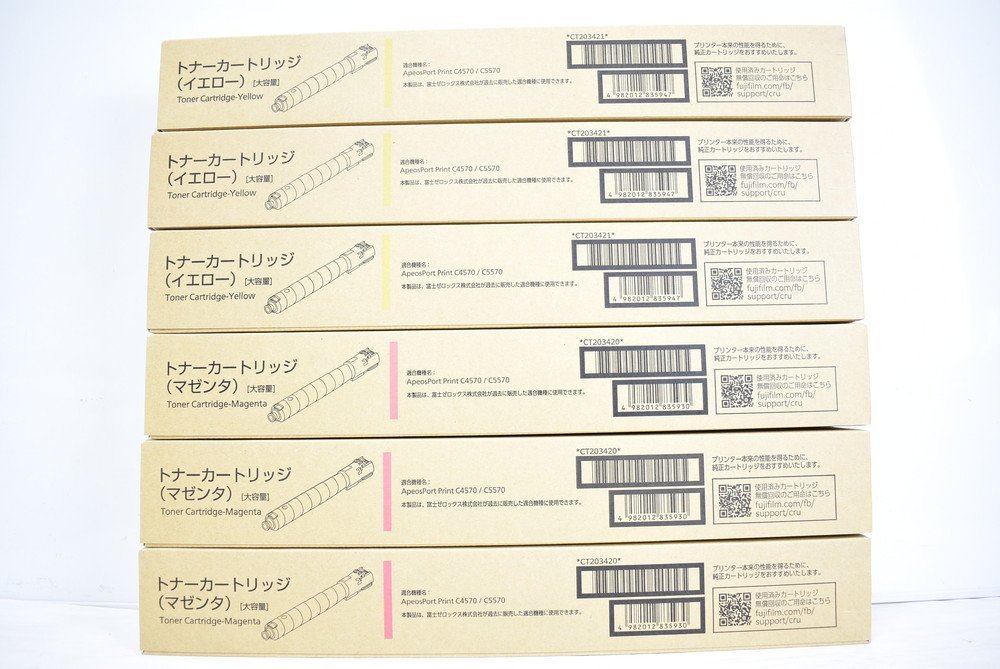 トナーカートリッジ
（イエロー） [大容量]
Toner Cartridge-Yellow
適合機種名：
ApeosPort Print C4570 / C5570
本製品は、富士ゼロックス株式会社が過去に販売した適合機種に使用できます。
*CT203421*
4 982012 835947
プリンター本来の性能を得るために、
純正カートリッジをおすすめいたします。
使用済みカートリッジ
無償回収のご用命はこちら
fujifilm.com/fb/
support/cru
トナーカートリッジ
（イエロー） [大容量]
Toner Cartridge-Yellow
適合機種名：
ApeosPort Print C4570 / C5570
本製品は、富士ゼロックス株式会社が過去に販売した適合機種に使用できます。
*CT203421*
4 982012 835947
プリンター本来の性能を得るために、
純正カートリッジをおすすめいたします。
使用済みカートリッジ
無償回収のご用命はこちら
fujifilm.com/fb/
support/cru
トナーカートリッジ
（イエロー） [大容量]
Toner Cartridge-Yellow
適合機種名：
ApeosPort Print C4570 / C5570
本製品は、富士ゼロックス株式会社が過去に販売した適合機種に使用できます。
*CT203421*
4 982012 835947
プリンター本来の性能を得るために、
純正カートリッジをおすすめいたします。
使用済みカートリッジ
無償回収のご用命はこちら
fujifilm.com/fb/
support/cru
トナーカートリッジ
（マゼンタ） [大容量]
Toner Cartridge-Magenta
適合機種名：
ApeosPort Print C4570 / C5570
本製品は、富士ゼロックス株式会社が過去に販売した適合機種に使用できます。
*CT203420*
4 982012 835930
プリンター本来の性能を得るために、
純正カートリッジをおすすめいたします。
使用済みカートリッジ
無償回収のご用命はこちら
fujifilm.com/fb/
support/cru
トナーカートリッジ
（マゼンタ） [大容量]
Toner Cartridge-Magenta
適合機種名：
ApeosPort Print C4570 / C5570
本製品は、富士ゼロックス株式会社が過去に販売した適合機種に使用できます。
*CT203420*
4 982012 835930
プリンター本来の性能を得るために、
純正カートリッジをおすすめいたします。
使用済みカートリッジ
無償回収のご用命はこちら
fujifilm.com/fb/
support/cru
トナーカートリッジ
（マゼンタ） [大容量]
Toner Cartridge-Magenta
適合機種名：
ApeosPort Print C4570 / C5570
本製品は、富士ゼロックス株式会社が過去に販売した適合機種に使用できます。
*CT203420*
4 982012 835930
プリンター本来の性能を得るために、
純正カートリッジをおすすめいたします。
使用済みカートリッジ
無償回収のご用命はこちら
fujifilm.com/fb/
support/cru